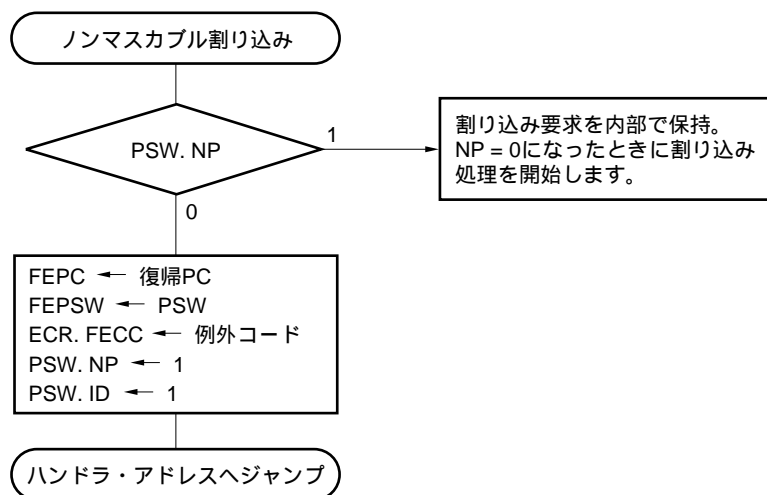 ノンマスカブル割り込み
PSW. NP
1
割り込み要求を内部で保持。
NP = 0になったときに割り込み
処理を開始します。
0
FEPC ← 復帰PC
FEPSW ← PSW
ECR. FECC ← 例外コード
PSW. NP ← 1
PSW. ID ← 1
ハンドラ・アドレスへジャンプ